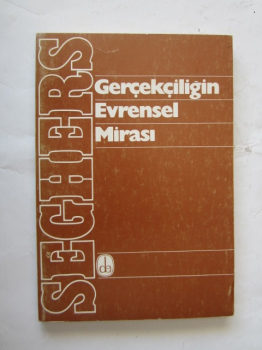 SEGHERS
Gerçekçiliğin
Evrensel
Mirası
de